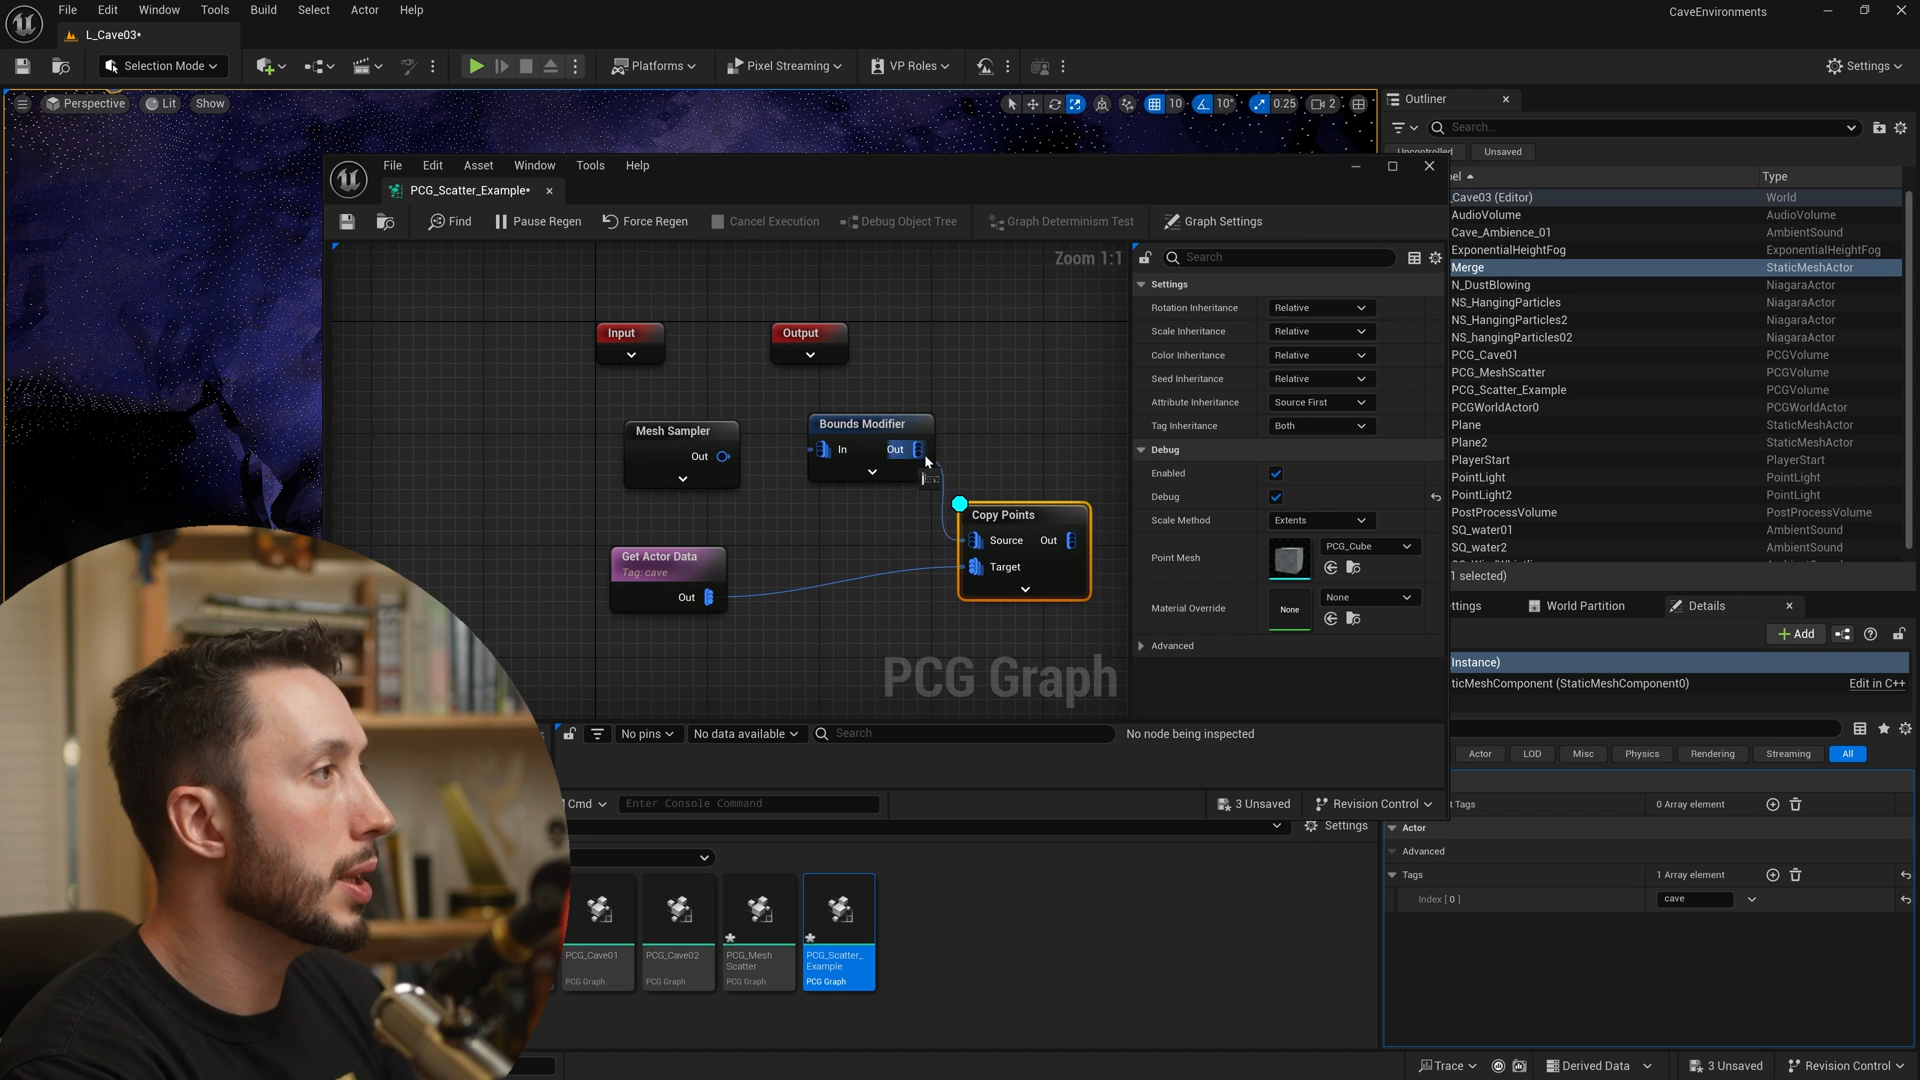 File Edit Window Tools Build Select Actor Help
CaveEnvironments
L_Cave03*
Selection Mode
Platforms
Pixel Streaming
VP Roles
Settings
Perspective
Lit
Show
10
10°
0.25
2
Outliner
Search...
Uncontrolled
Unsaved
Type
Cave03 (Editor) World
AudioVolume AudioVolume
Cave_Ambience_01 AmbientSound
ExponentialHeightFog ExponentialHeightFog
Merge StaticMeshActor
N_DustBlowing NiagaraActor
NS_HangingParticles NiagaraActor
NS_HangingParticles2 NiagaraActor
NS_hangingParticles02 NiagaraActor
PCG_Cave01 PCGVolume
PCG_MeshScatter PCGVolume
PCG_Scatter_Example PCGVolume
PCGWorldActor0 PCGWorldActor
Plane StaticMeshActor
Plane2 StaticMeshActor
PlayerStart PlayerStart
PointLight PointLight
PointLight2 PointLight
PostProcessVolume PostProcessVolume
SQ_water01 AmbientSound
SQ_water2 AmbientSound
selected)
File Edit Asset Window Tools Help
PCG_Scatter_Example*
Find
Pause Regen
Force Regen
Cancel Execution
Debug Object Tree
Graph Determinism Test
Graph Settings
Zoom 1:1
Input
Output
Mesh Sampler
Out
Bounds Modifier
In Out
Get Actor Data
Tag: cave
Out
Copy Points
Source Out
Target
PCG Graph
Search
Settings
Rotation Inheritance Relative
Scale Inheritance Relative
Color Inheritance Relative
Seed Inheritance Relative
Attribute Inheritance Source First
Tag Inheritance Both
Debug
Enabled
Debug
Scale Method Extents
Point Mesh PCG_Cube
Material Override None None
Advanced
No pins
No data available
Search
No node being inspected
Cmd
Enter Console Command
3 Unsaved
Revision Control
Settings
PCG_Cave01
PCG Graph
PCG_Cave02
PCG Graph
PCG_Mesh
Scatter
PCG Graph
PCG_Scatter_
Example
PCG Graph
World Partition
Details
Add
Instance)
ticMeshComponent (StaticMeshComponent0)
Edit in C++
Actor
LOD
Misc
Physics
Rendering
Streaming
All
Tags 0 Array element
Actor
Advanced
Tags 1 Array element
Index [ 0 ] cave
Trace
Derived Data
3 Unsaved
Revision Control